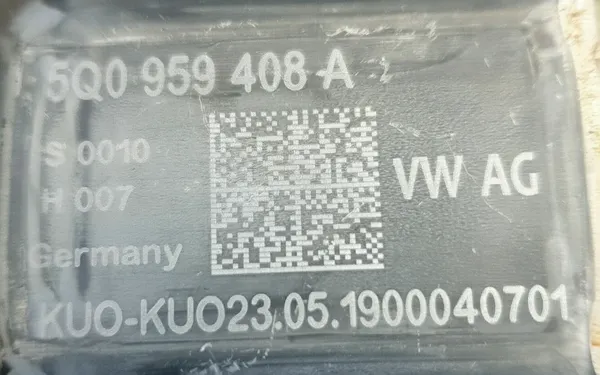 5Q0 959 408 A
S 0010
H 007
VW AG
Germany
KUO-KUO23.05.1900040701